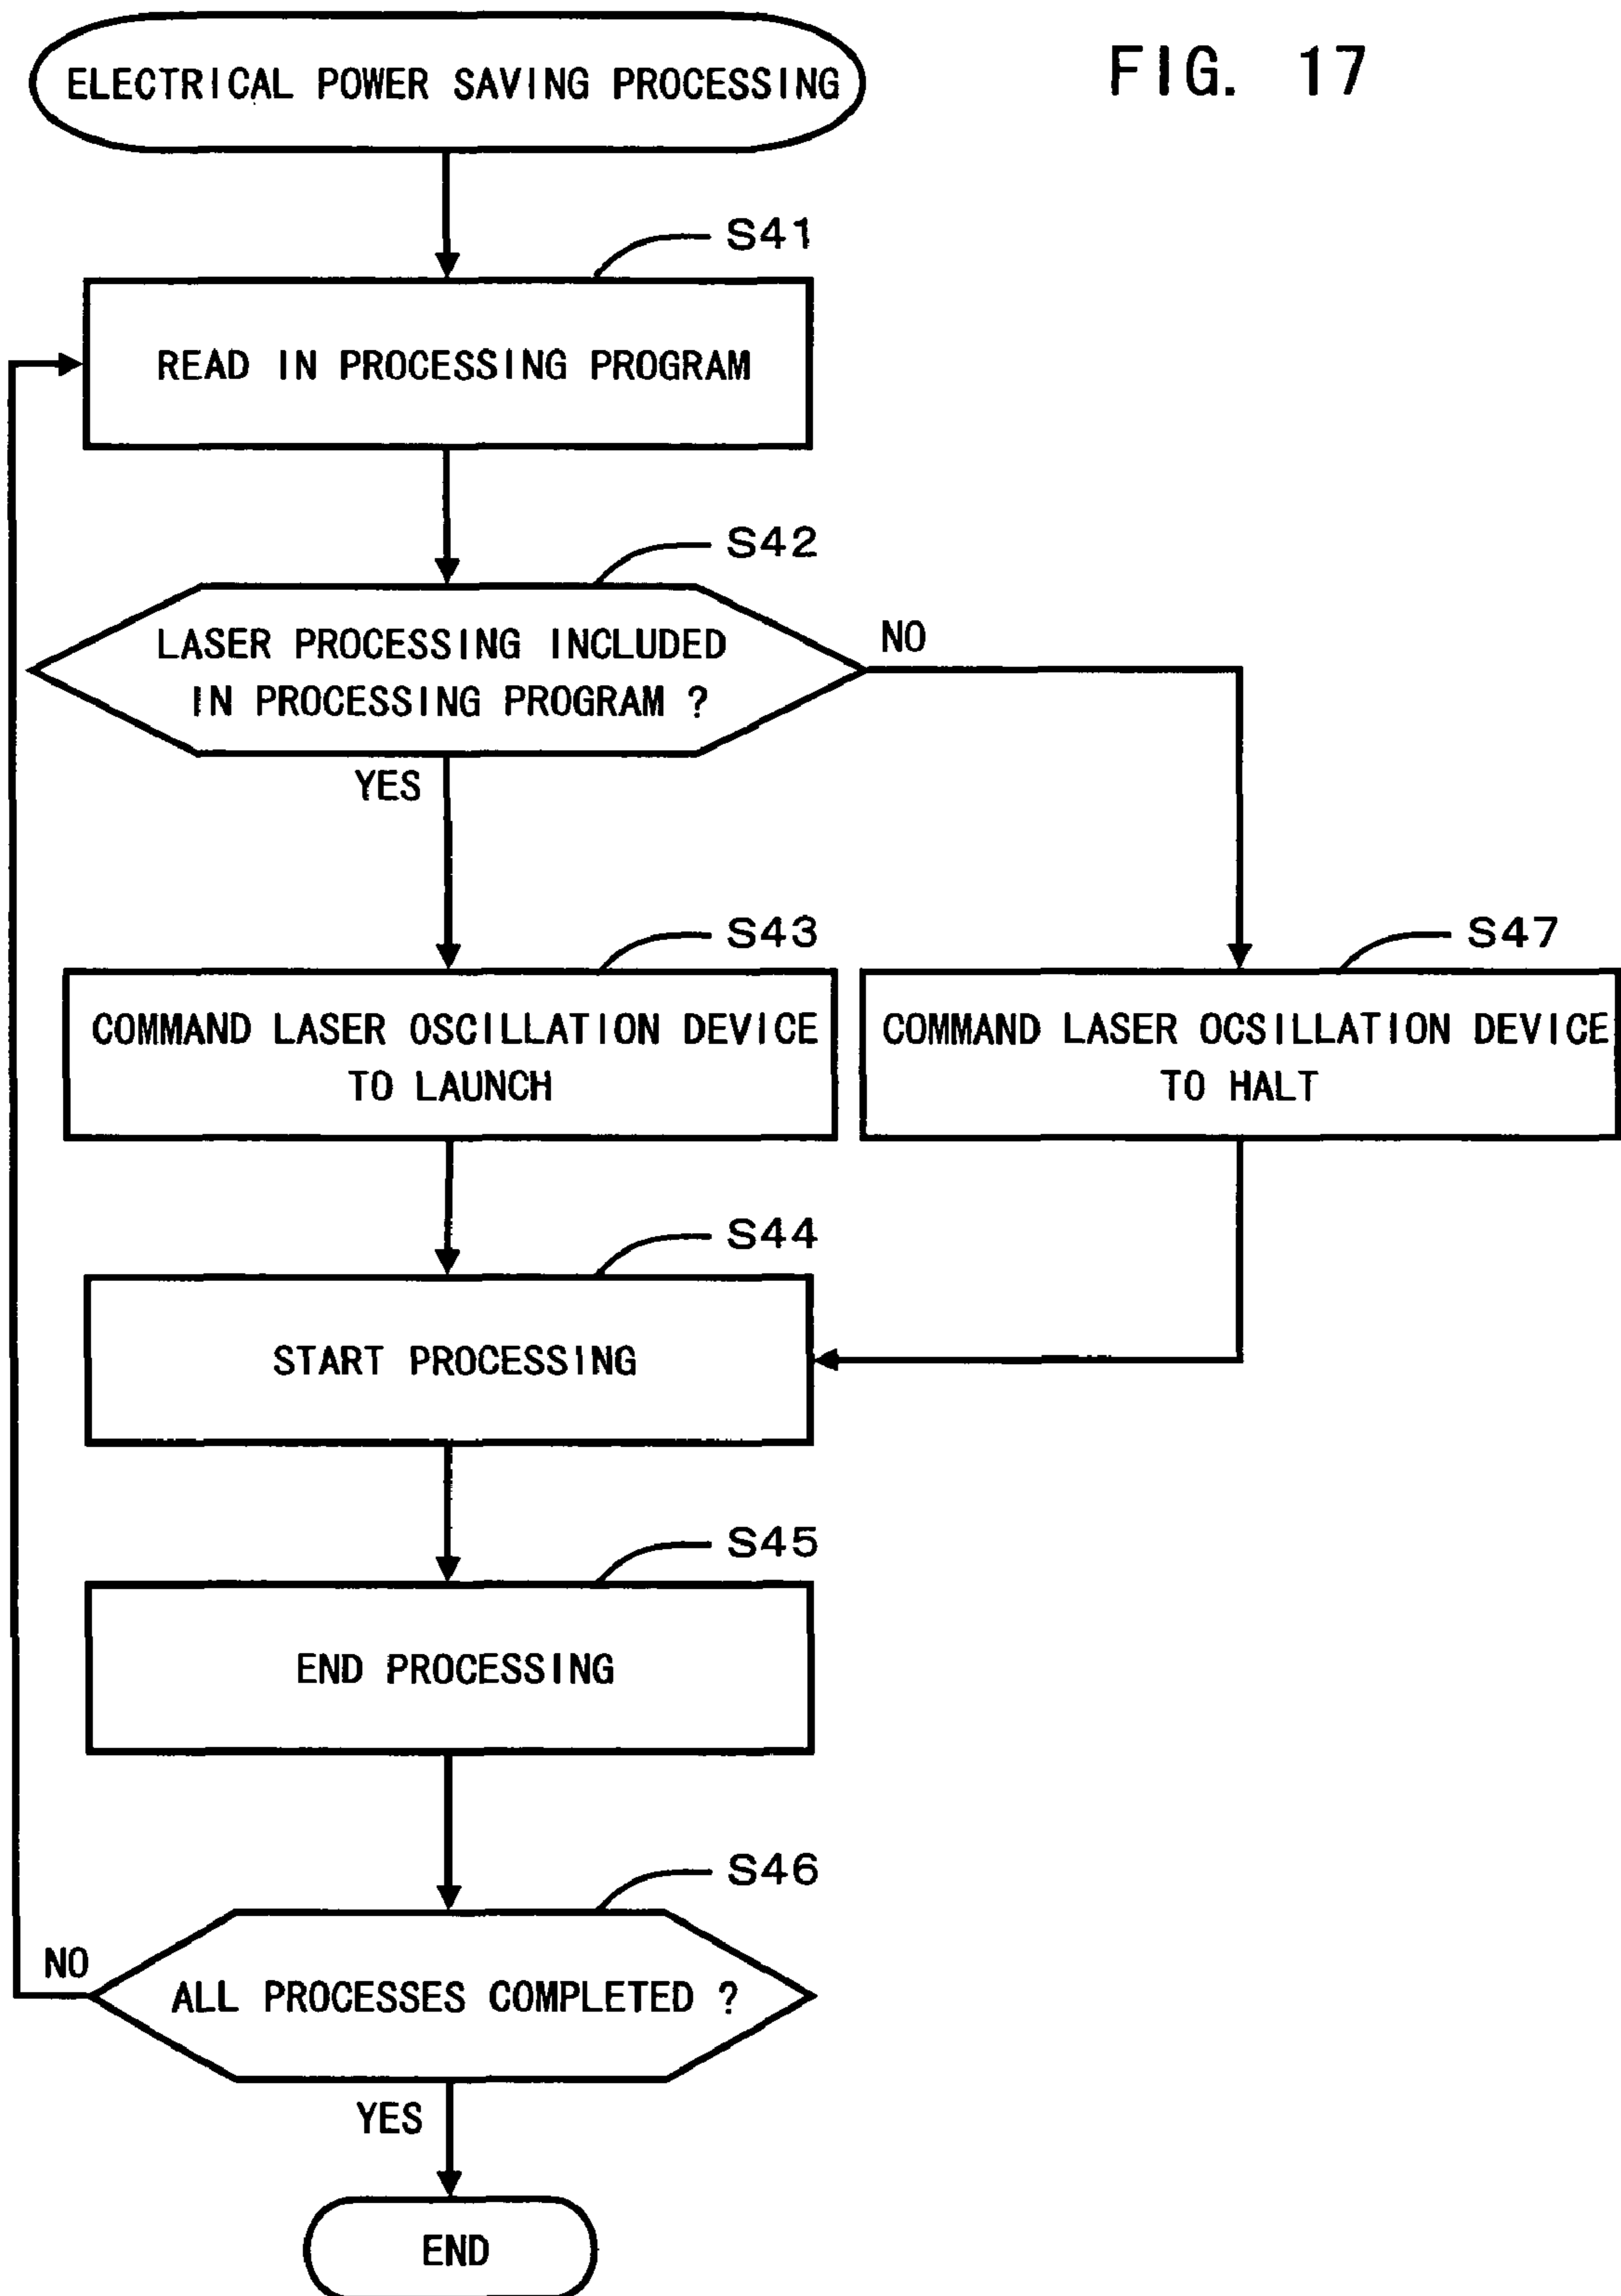 FIG. 17
ELECTRICAL POWER SAVING PROCESSING
S41
READ IN PROCESSING PROGRAM
S42
LASER PROCESSING INCLUDED
IN PROCESSING PROGRAM ?
NO
YES
S43
COMMAND LASER OSCILLATION DEVICE
TO LAUNCH
S47
COMMAND LASER OCSILLATION DEVICE
TO HALT
S44
START PROCESSING
S45
END PROCESSING
S46
ALL PROCESSES COMPLETED ?
NO
YES
END